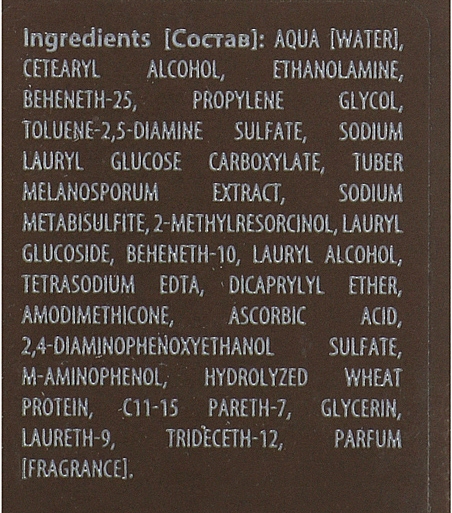 Ingredients [Состав]: AQUA [WATER],
CETEARYL ALCOHOL, ETHANOLAMINE,
BEHENETH-25, PROPYLENE GLYCOL,
TOLUENE-2,5-DIAMINE SULFATE, SODIUM
LAURYL GLUCOSE CARBOXYLATE, TUBER
MELANOSPORUM EXTRACT, SODIUM
METABISULFITE, 2-METHYLRESORCINOL, LAURYL
GLUCOSIDE, BEHENETH-10, LAURYL ALCOHOL,
TETRASODIUM EDTA, DICAPRYLYL ETHER,
AMODIMETHICONE, ASCORBIC ACID,
2,4-DIAMINOPHENOXYETHANOL SULFATE,
M-AMINOPHENOL, HYDROLYZED WHEAT
PROTEIN, C11-15 PARETH-7, GLYCERIN,
LAURETH-9, TRIDECETH-12, PARFUM
[FRAGRANCE].